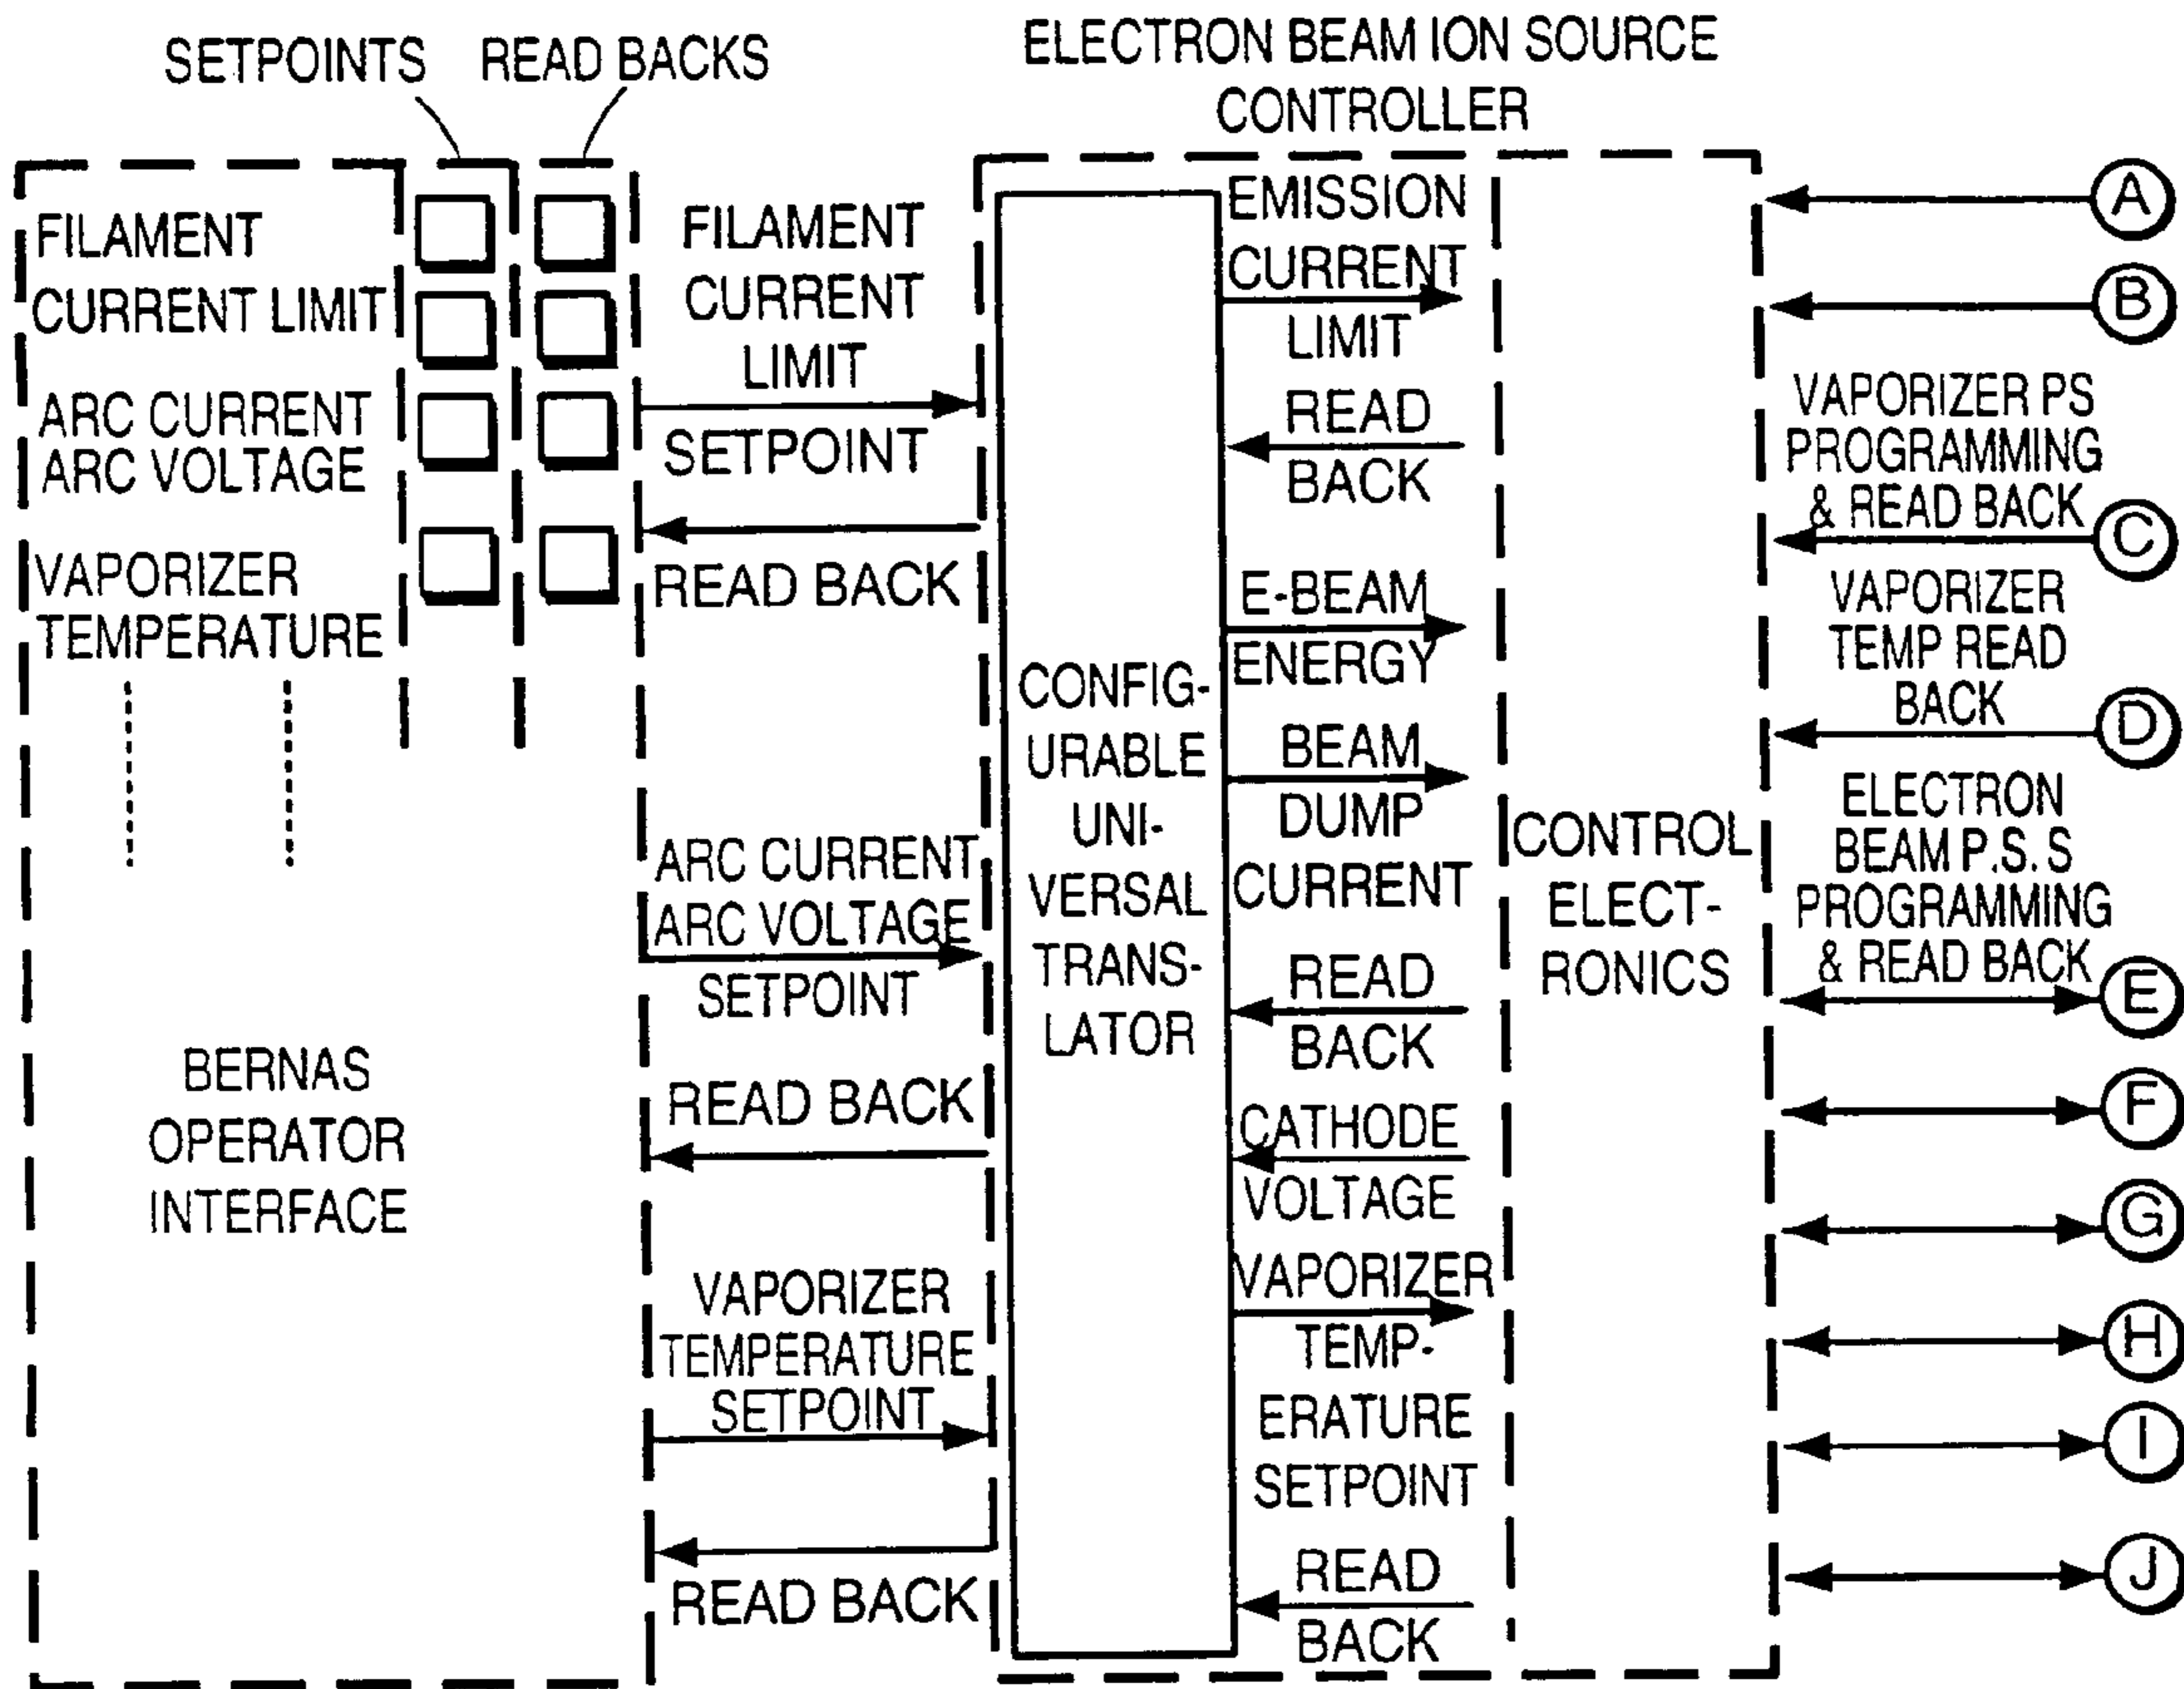 SETPOINTS
READ BACKS
ELECTRON BEAM ION SOURCE
CONTROLLER
FILAMENT
CURRENT LIMIT
ARC CURRENT
ARC VOLTAGE
VAPORIZER
TEMPERATURE
BERNAS
OPERATOR
INTERFACE
FILAMENT
CURRENT
LIMIT
SETPOINT
READ BACK
ARC CURRENT
ARC VOLTAGE
SETPOINT
READ BACK
VAPORIZER
TEMPERATURE
SETPOINT
READ BACK
CONFIG-
URABLE
UNI-
VERSAL
TRANS-
LATOR
EMISSION
CURRENT
LIMIT
READ
BACK
E-BEAM
ENERGY
BEAM
DUMP
CURRENT
READ
BACK
CATHODE
VOLTAGE
VAPORIZER
TEMP-
ERATURE
SETPOINT
READ
BACK
CONTROL
ELECT-
RONICS
A
B
VAPORIZER PS
PROGRAMMING
& READ BACK
C
VAPORIZER
TEMP READ
BACK
D
ELECTRON
BEAM P.S.S
PROGRAMMING
& READ BACK
E
F
G
H
I
J